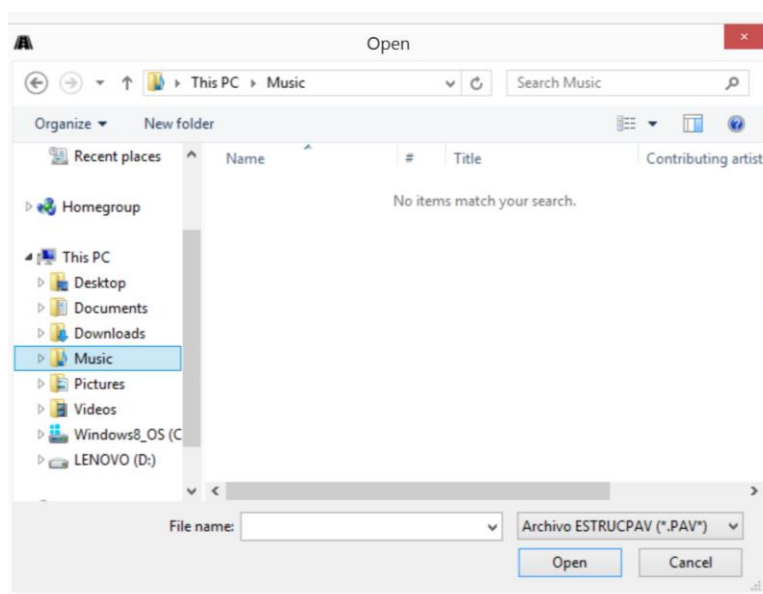 Open
This PC Music
Search Music
Organize New folder
Recent places
Homegroup
This PC
Desktop
Documents
Downloads
Music
Pictures
Videos
Windows8_OS (C
LENOVO (D:)
Name # Title Contributing artist
No items match your search.
File name:
Archivo ESTRUCPAV (*.PAV*)
Open Cancel